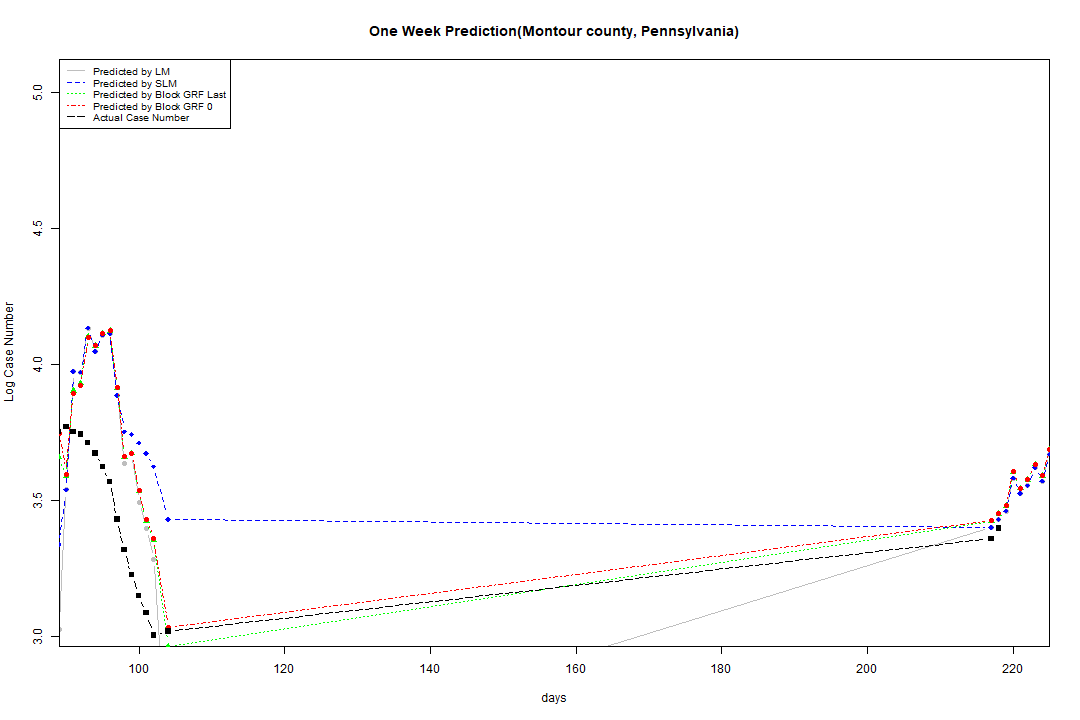 One Week Prediction(Montour county, Pennsylvania)
Predicted by LM
Predicted by SLM
Predicted by Block GRF Last
Predicted by Block GRF 0
Actual Case Number
5.0
4.5
4.0
3.5
3.0
Log Case Number
100 120 140 160 180 200 220
days